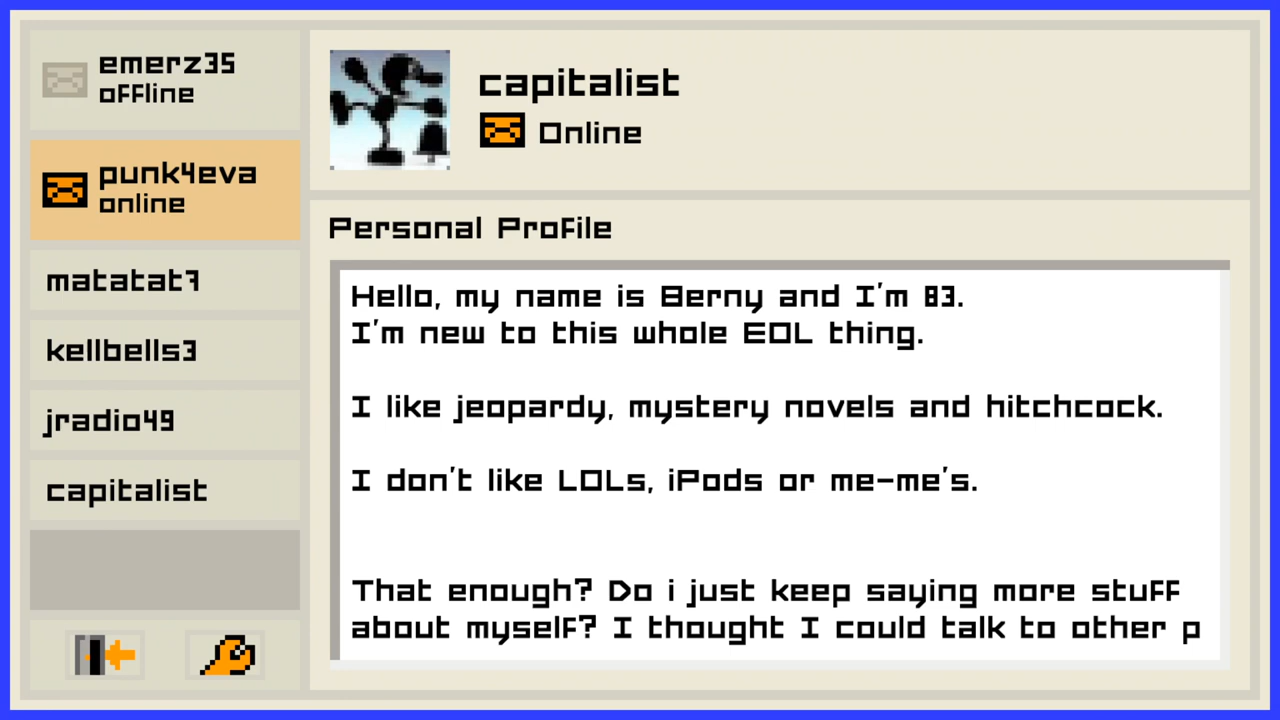 emerz35
offline
punk4eva
online
matatat7
kellbells3
jradio49
capitalist
capitalist
Online
Personal Profile
Hello, my name is Berny and I'm 83.
I'm new to this whole EOL thing.
I like jeopardy, mystery novels and hitchcock.
I don't like LOLs, iPods or me-me's.
That enough? Do i just keep saying more stuff
about myself? I thought I could talk to other p